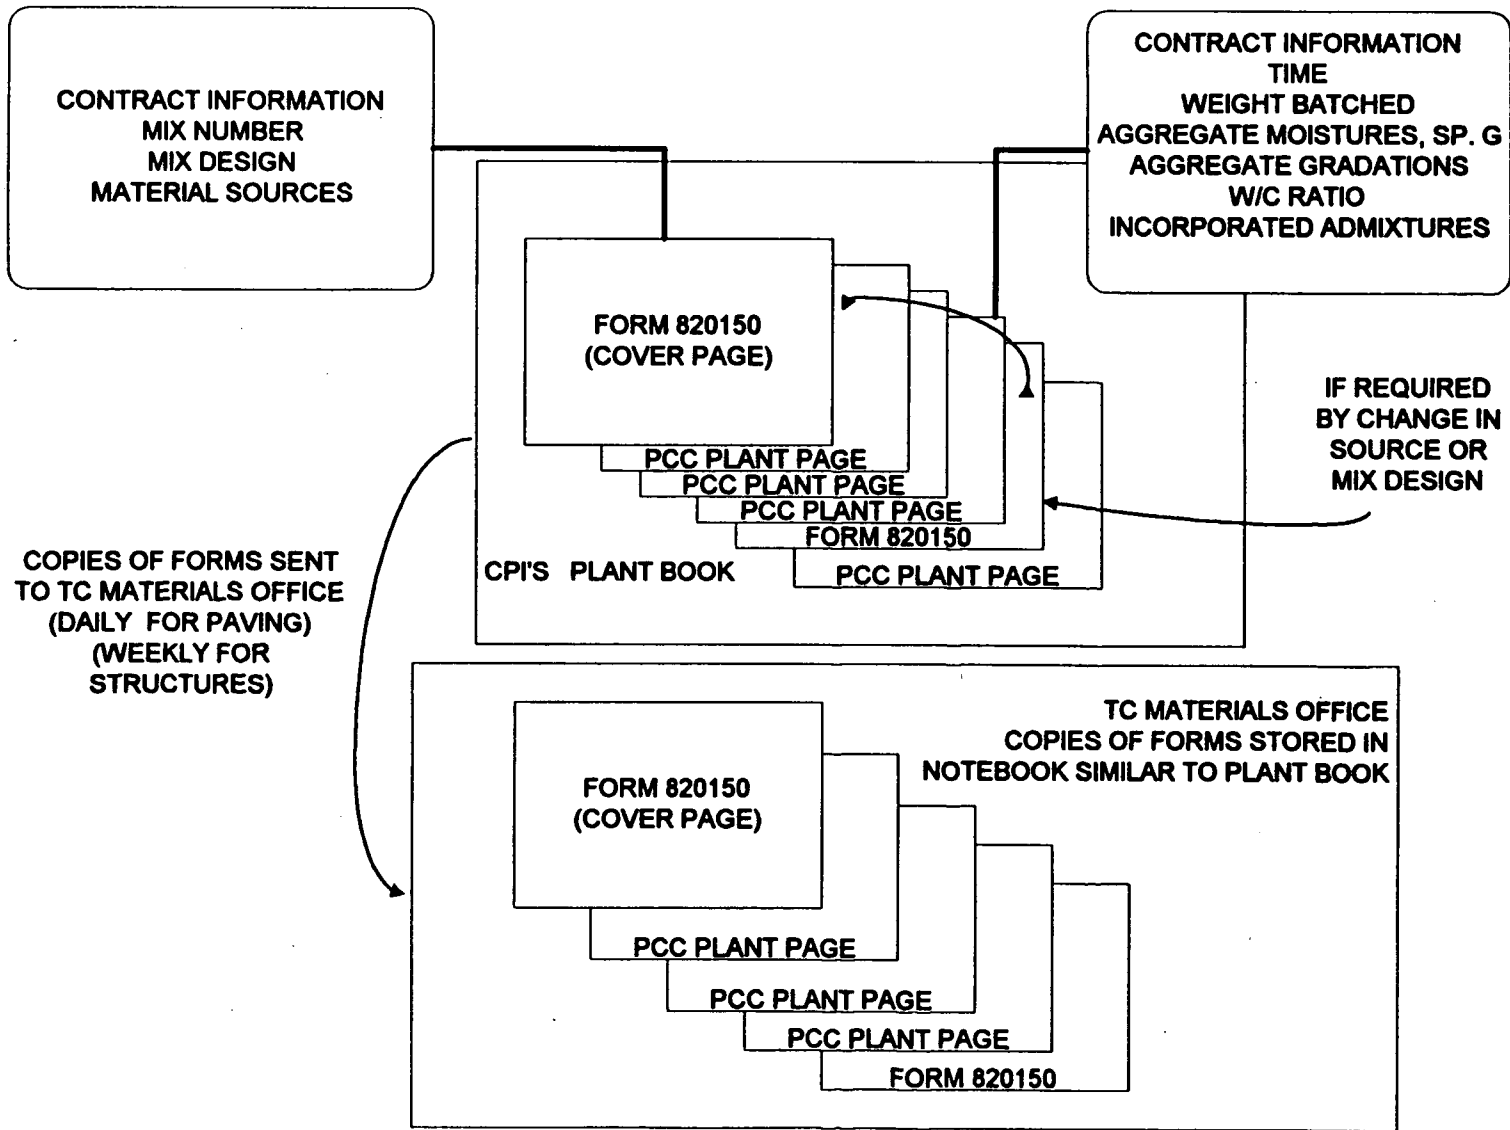 CONTRACT INFORMATION
MIX NUMBER
MIX DESIGN
MATERIAL SOURCES
CONTRACT INFORMATION
TIME
WEIGHT BATCHED
AGGREGATE MOISTURES, SP. G
AGGREGATE GRADATIONS
W/C RATIO
INCORPORATED ADMIXTURES
FORM 820150
(COVER PAGE)
PCC PLANT PAGE
PCC PLANT PAGE
PCC PLANT PAGE
FORM 820150
PCC PLANT PAGE
CPI'S PLANT BOOK
IF REQUIRED
BY CHANGE IN
SOURCE OR
MIX DESIGN
COPIES OF FORMS SENT
TO TC MATERIALS OFFICE
(DAILY FOR PAVING)
(WEEKLY FOR
STRUCTURES)
TC MATERIALS OFFICE
COPIES OF FORMS STORED IN
NOTEBOOK SIMILAR TO PLANT BOOK
FORM 820150
(COVER PAGE)
PCC PLANT PAGE
PCC PLANT PAGE
PCC PLANT PAGE
FORM 820150